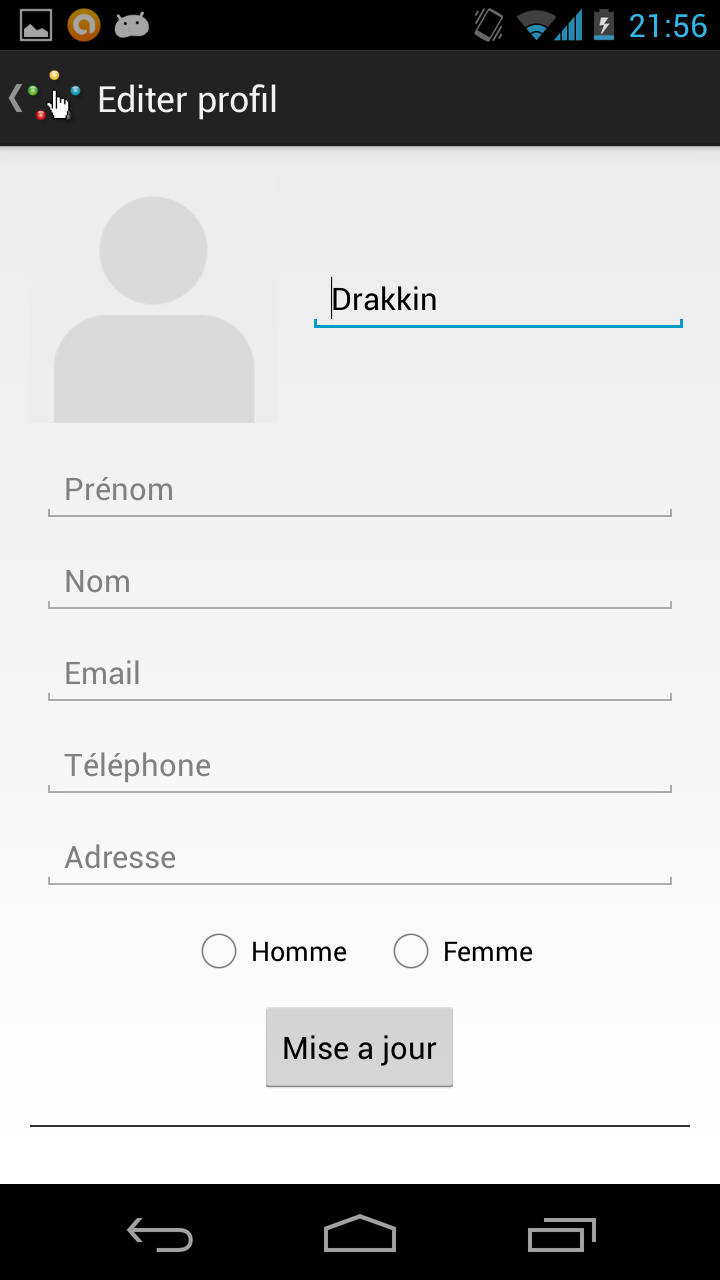 21:56
Editer profil
Drakkin
Prénom
Nom
Email
Téléphone
Adresse
Homme Femme
Mise a jour